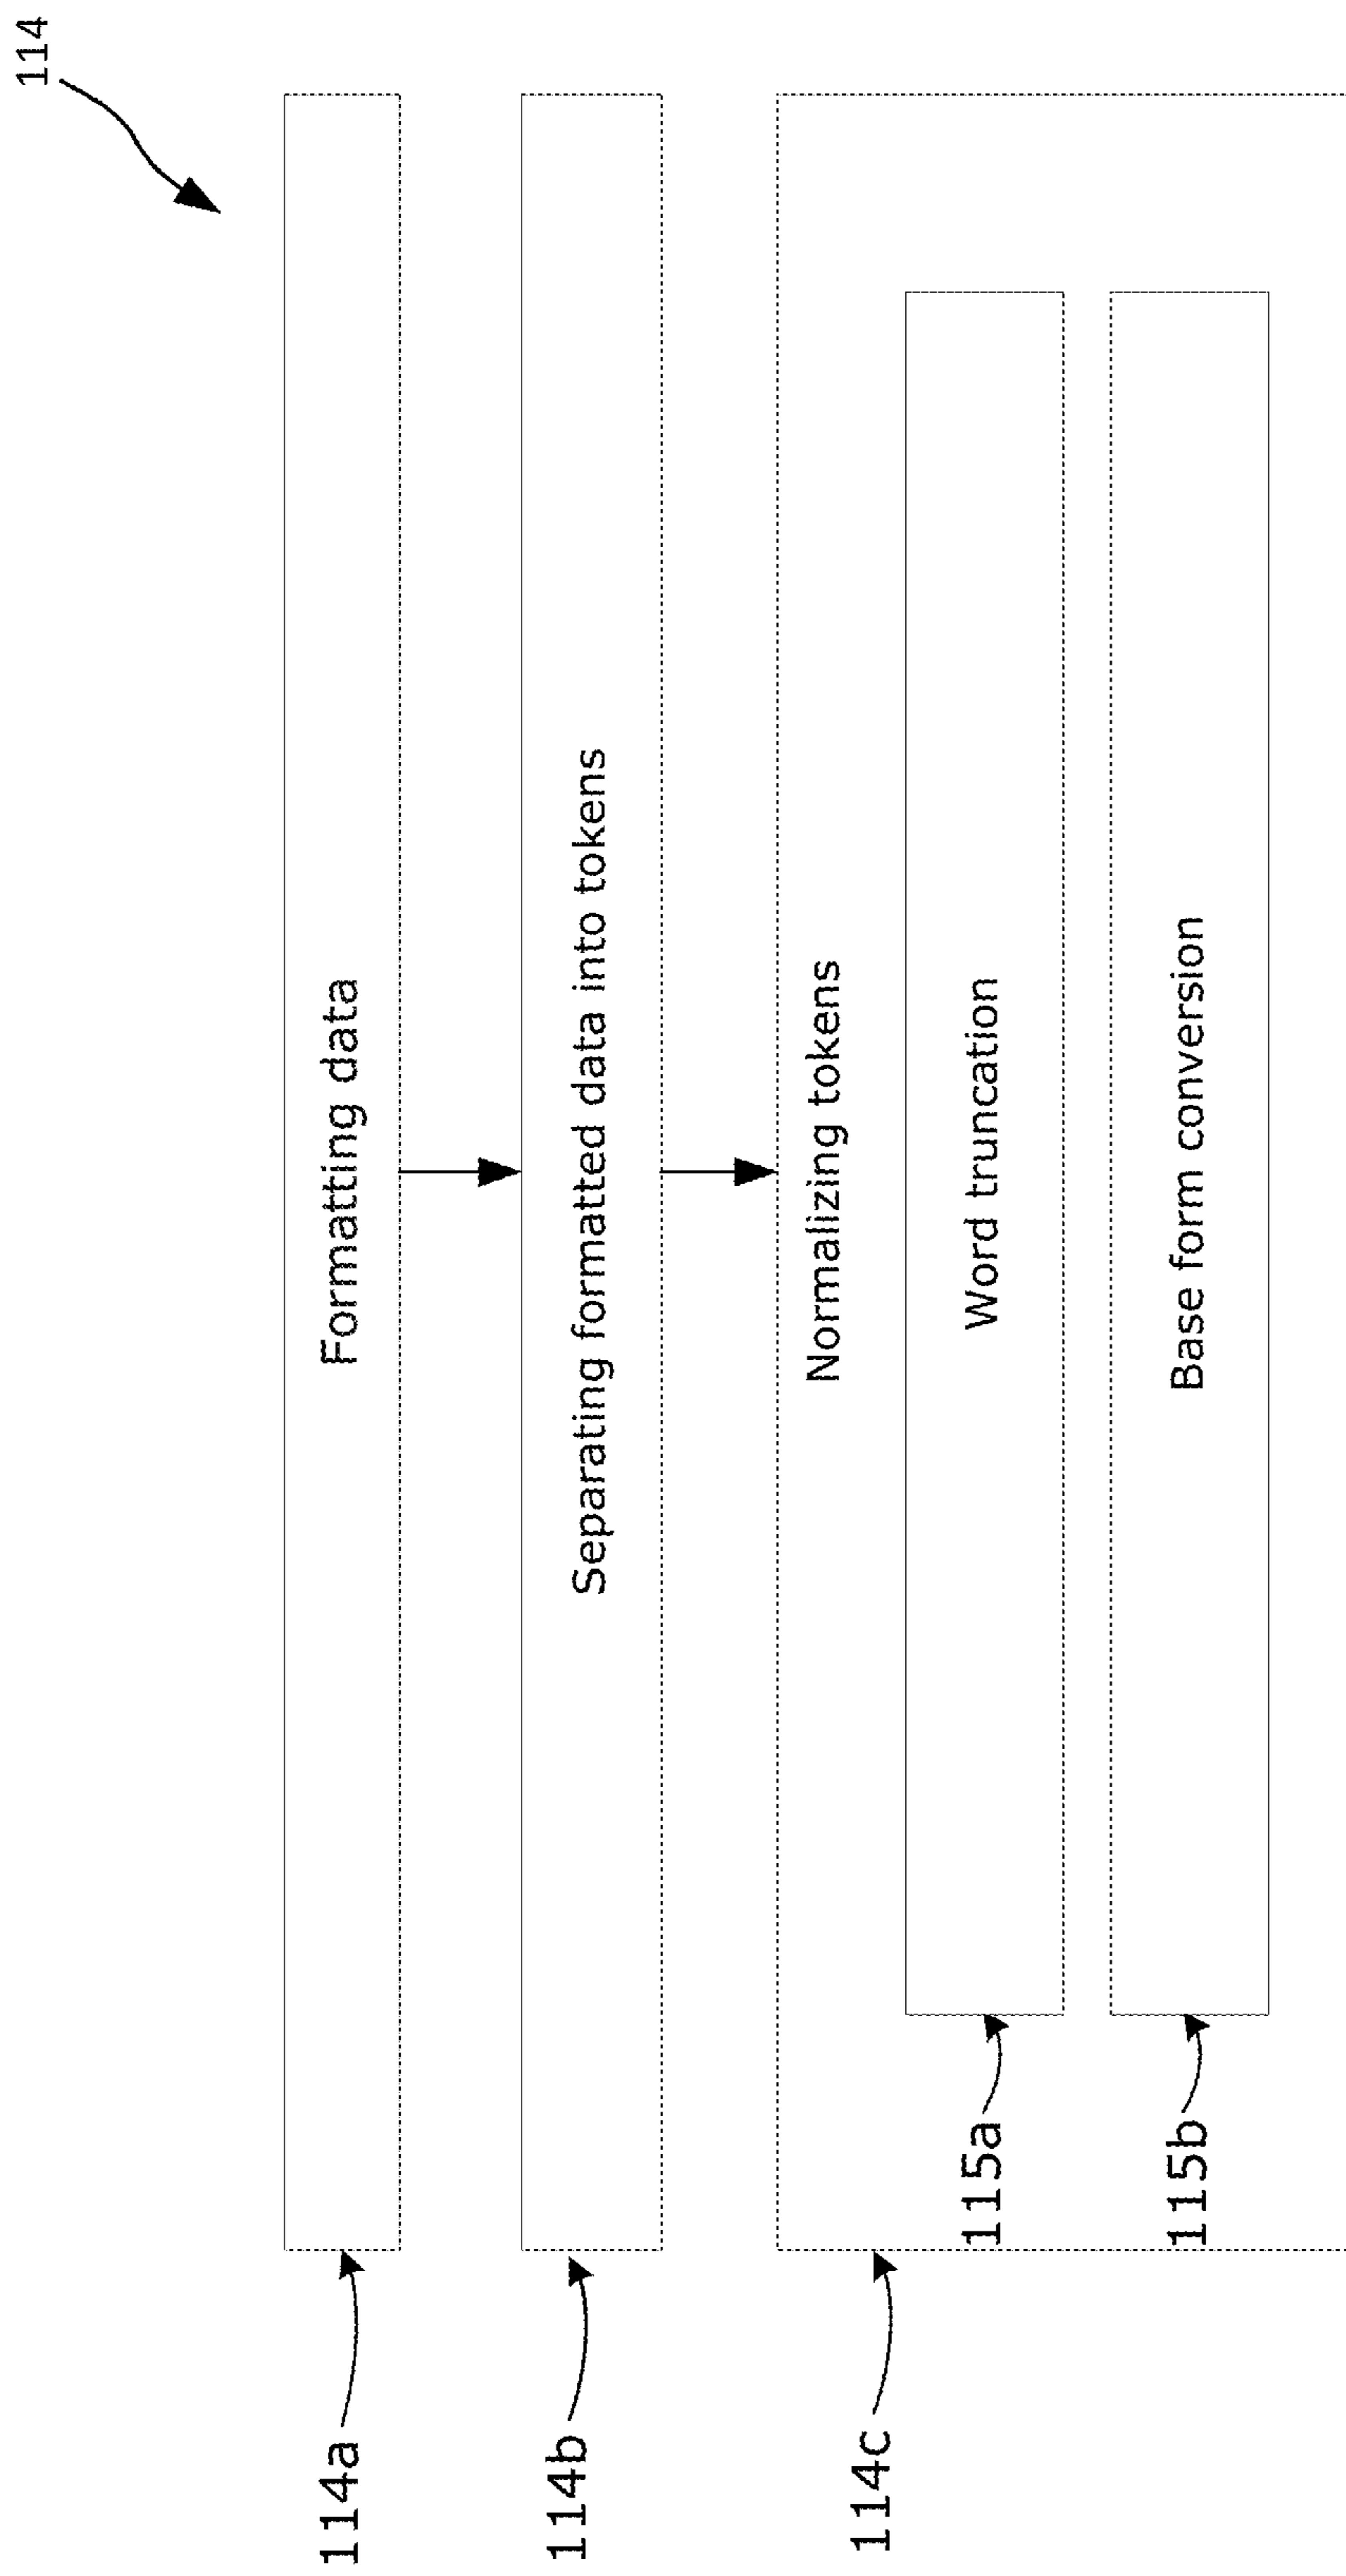 114
114a
Formatting data
114b
Separating formatted data into tokens
114c
Normalizing tokens
115a
Word truncation
115b
Base form conversion